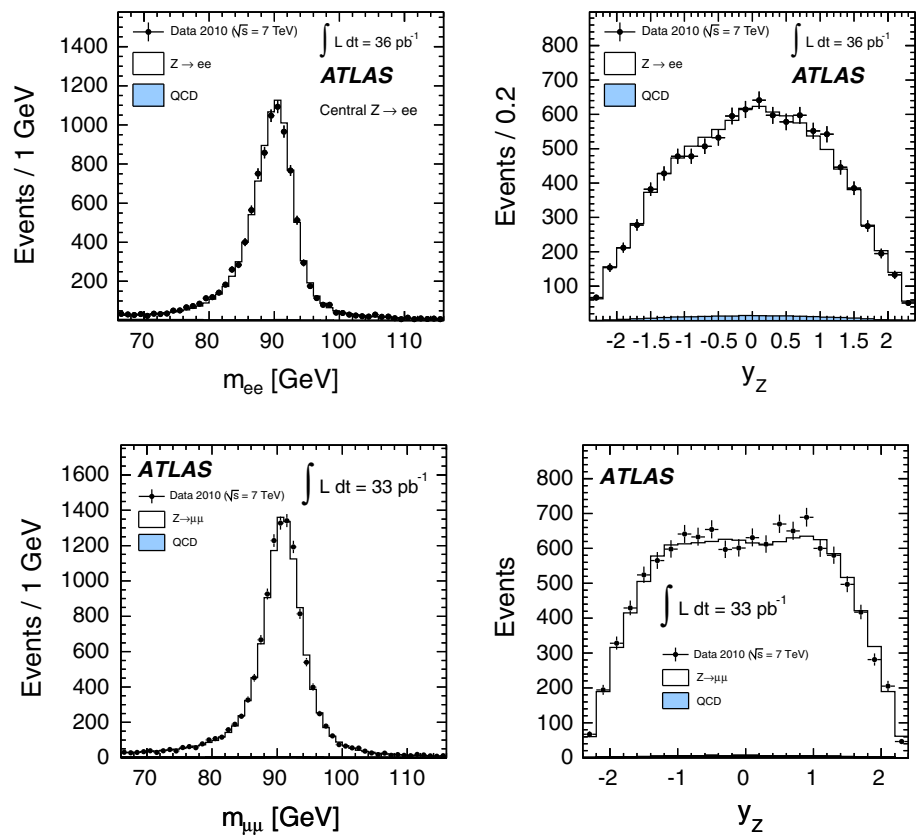 Data 2010 (√s = 7 TeV)
Z → ee
QCD
∫ L dt = 36 pb⁻¹
ATLAS
Central Z → ee
Events / 1 GeV
1400
1200
1000
800
600
400
200
70 80 90 100 110
m_ee [GeV]
Data 2010 (√s = 7 TeV)
Z → ee
QCD
∫ L dt = 36 pb⁻¹
ATLAS
Events / 0.2
800
700
600
500
400
300
200
100
-2 -1.5 -1 -0.5 0 0.5 1 1.5 2
y_Z
ATLAS
∫ L dt = 33 pb⁻¹
Data 2010 (√s = 7 TeV)
Z→μμ
QCD
Events / 1 GeV
1600
1400
1200
1000
800
600
400
200
0
70 80 90 100 110
m_μμ [GeV]
ATLAS
∫ L dt = 33 pb⁻¹
Data 2010 (√s = 7 TeV)
Z→μμ
QCD
Events
800
700
600
500
400
300
200
100
0
-2 -1 0 1 2
y_Z